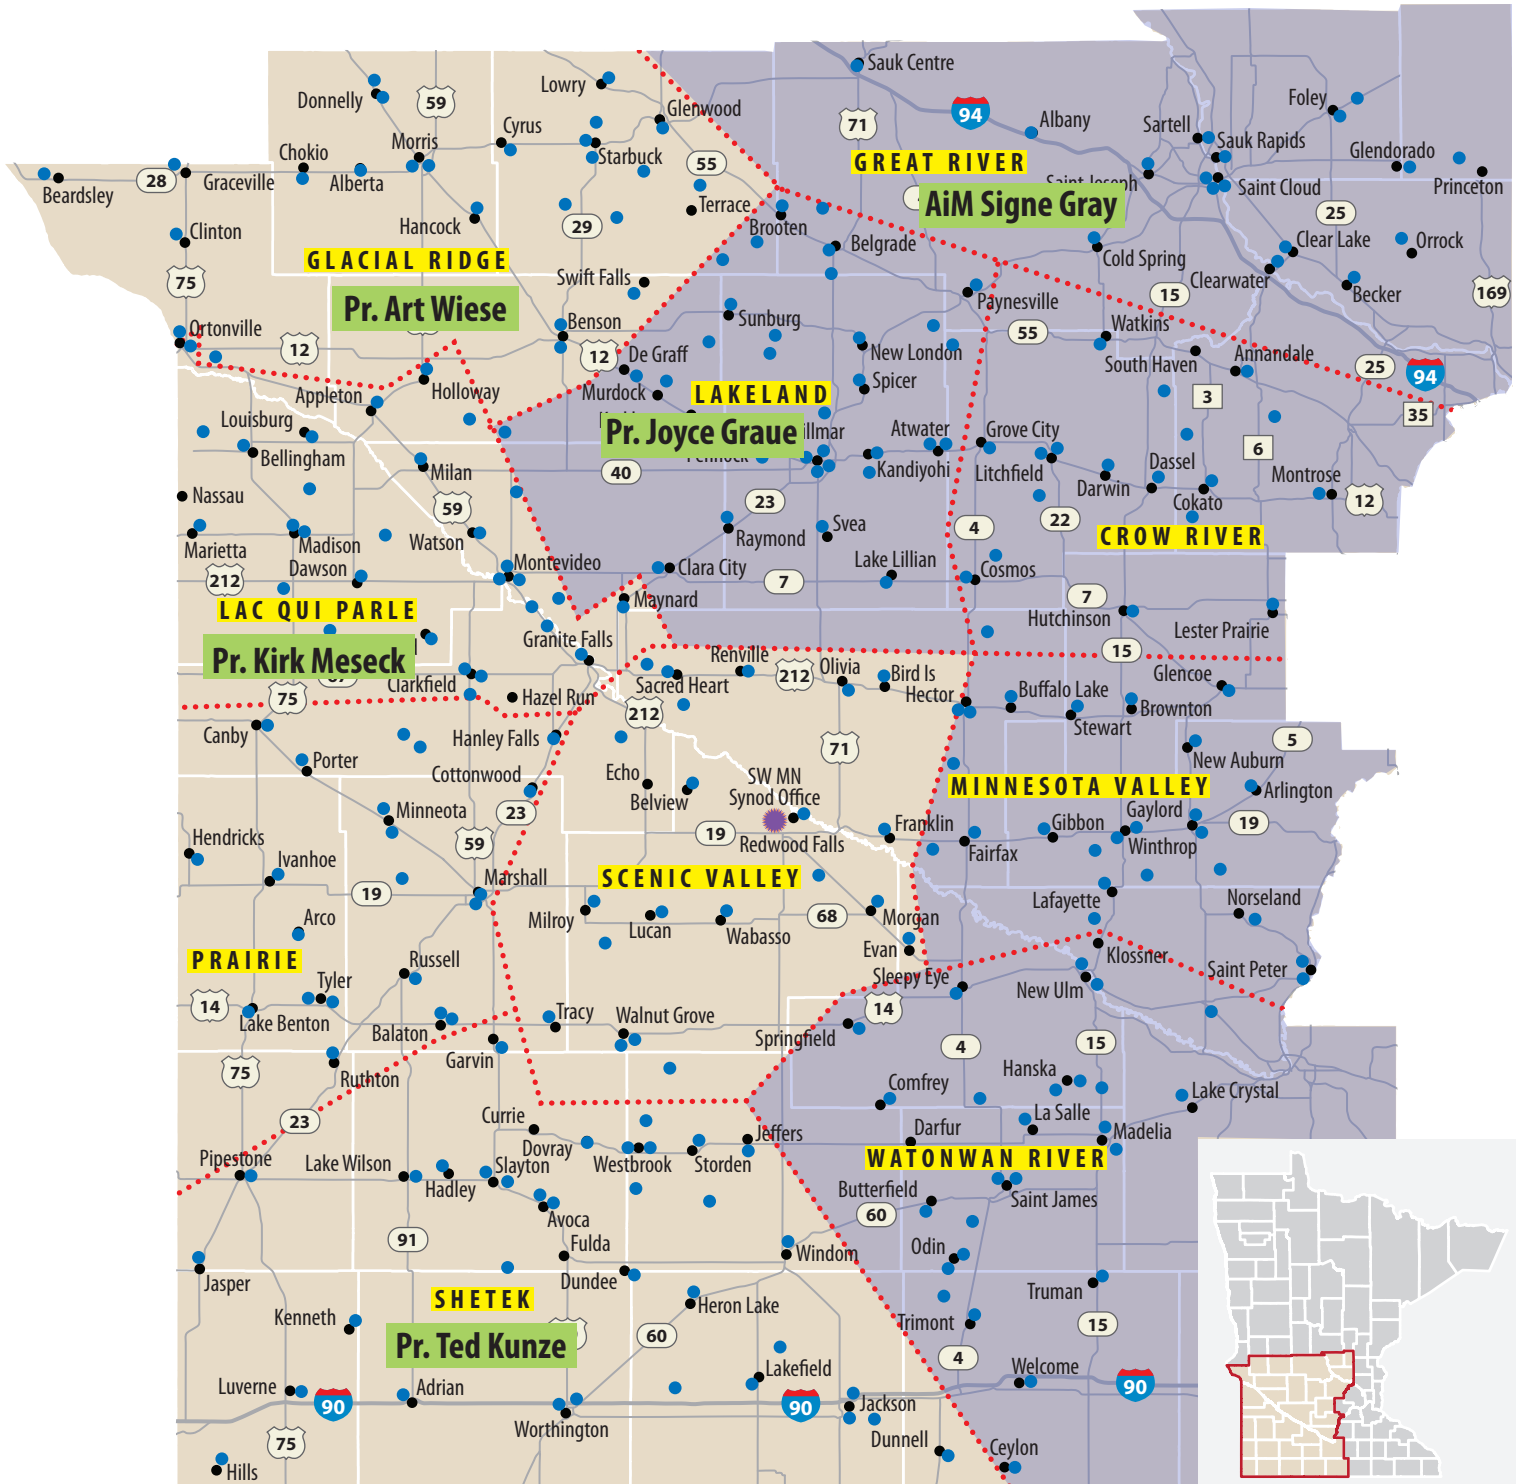 Sauk Centre
Donnelly
59
Lowry
Glenwood
71
94
Albany
Foley
Sartell
Sauk Rapids
Cyrus
Morris
Starbuck
55
GREAT RIVER
Glendorado
Princeton
Chokio
Alberta
28
Graceville
Beardsley
Saint Joseph
Saint Cloud
AiM Signe Gray
25
Terrace
Brooten
Hancock
29
Belgrade
Clinton
Clear Lake
Orrock
GLACIAL RIDGE
Cold Spring
Clearwater
75
Swift Falls
Becker
169
Pr. Art Wiese
Paynesville
15
Ortonville
Benson
Sunburg
55
Watkins
12
12
De Graff
New London
South Haven
Annandale
25
94
Appleton
Holloway
Murdock
LAKELAND
Spicer
3
35
Louisburg
Pr. Joyce Graue
illmar
Atwater
Grove City
Bellingham
Pennock
Kandiyohi
Litchfield
6
Milan
40
Darwin
Dassel
Montrose
Nassau
59
23
Cokato
12
Marietta
Madison
Watson
Raymond
Svea
4
22
CROW RIVER
Dawson
Montevideo
Clara City
Lake Lillian
Cosmos
212
7
7
LAC QUI PARLE
Maynard
Hutchinson
Lester Prairie
Granite Falls
15
Pr. Kirk Meseck
Renville
212
Olivia
Bird Is
Glencoe
Clarkfield
Sacred Heart
Hector
Buffalo Lake
75
Hazel Run
212
Stewart
Brownton
Canby
Hanley Falls
71
New Auburn
5
Porter
Cottonwood
Echo
SW MN
Synod Office
MINNESOTA VALLEY
Arlington
Belview
Minneota
23
Gaylord
Hendricks
59
19
Redwood Falls
Franklin
Gibbon
19
Ivanhoe
Fairfax
Winthrop
Marshall
SCENIC VALLEY
19
Lafayette
Norseland
Arco
Milroy
Lucan
Wabasso
68
Morgan
PRAIRIE
Evan
Klossner
Russell
Sleepy Eye
New Ulm
Saint Peter
Tyler
14
Lake Benton
Balaton
Tracy
Walnut Grove
14
Springfield
Garvin
4
15
75
Ruthton
Hanska
Comfrey
Lake Crystal
23
Currie
La Salle
Dovray
Jeffers
Darfur
Madelia
Pipestone
Lake Wilson
Slayton
Westbrook
Storden
WATONWAN RIVER
Hadley
Butterfield
Saint James
Avoca
60
91
Fulda
Windom
Odin
Jasper
Dundee
Truman
SHETEK
Heron Lake
Kenneth
Trimont
15
Pr. Ted Kunze
60
4
Luverne
Lakefield
Welcome
90
Adrian
90
90
Worthington
Jackson
75
Dunnell
Ceylon
Hills